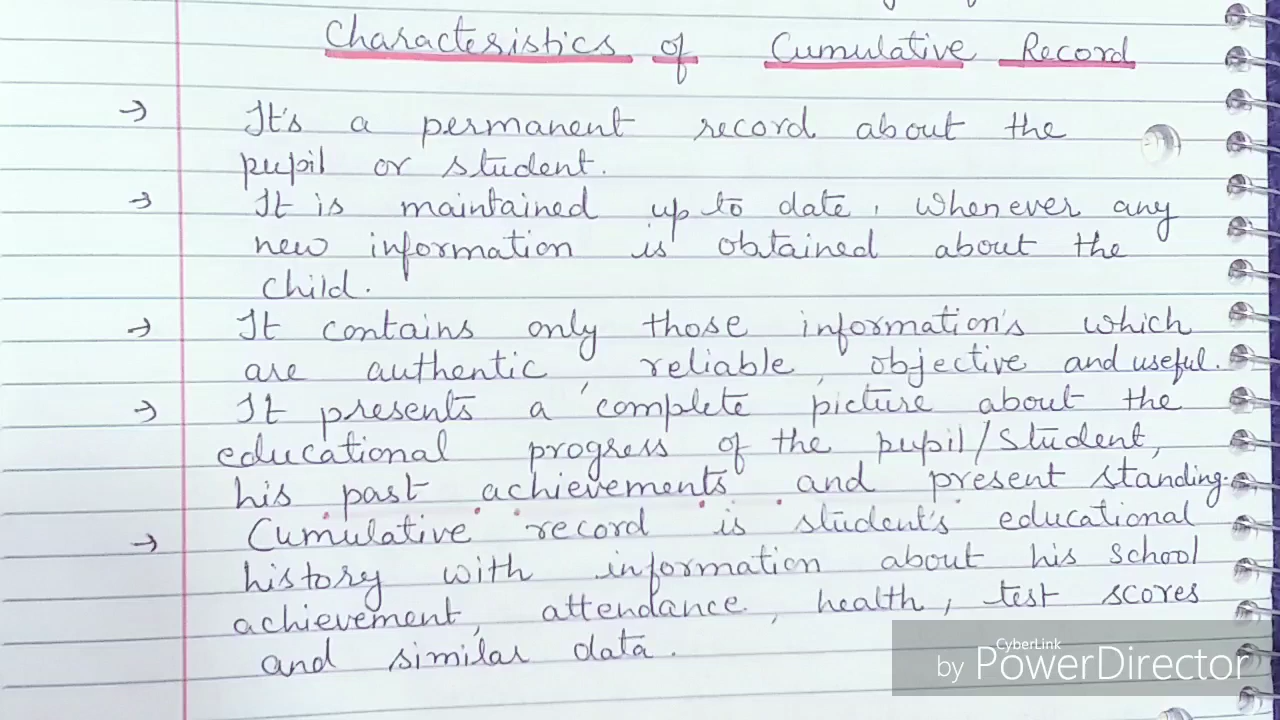 Characteristics of Cumulative Record
→ It's a permanent record about the
pupil or student.
→ It is maintained up to date, whenever any
new information is obtained about the
child.
→ It contains only those information's which
are authentic, reliable, objective and useful.
→ It presents a complete picture about the
educational progress of the pupil/student,
his past achievements and present standing.
→ Cumulative record is student's educational
history with information about his school
achievement, attendance, health, test scores
and similar data.
CyberLink
by PowerDirector